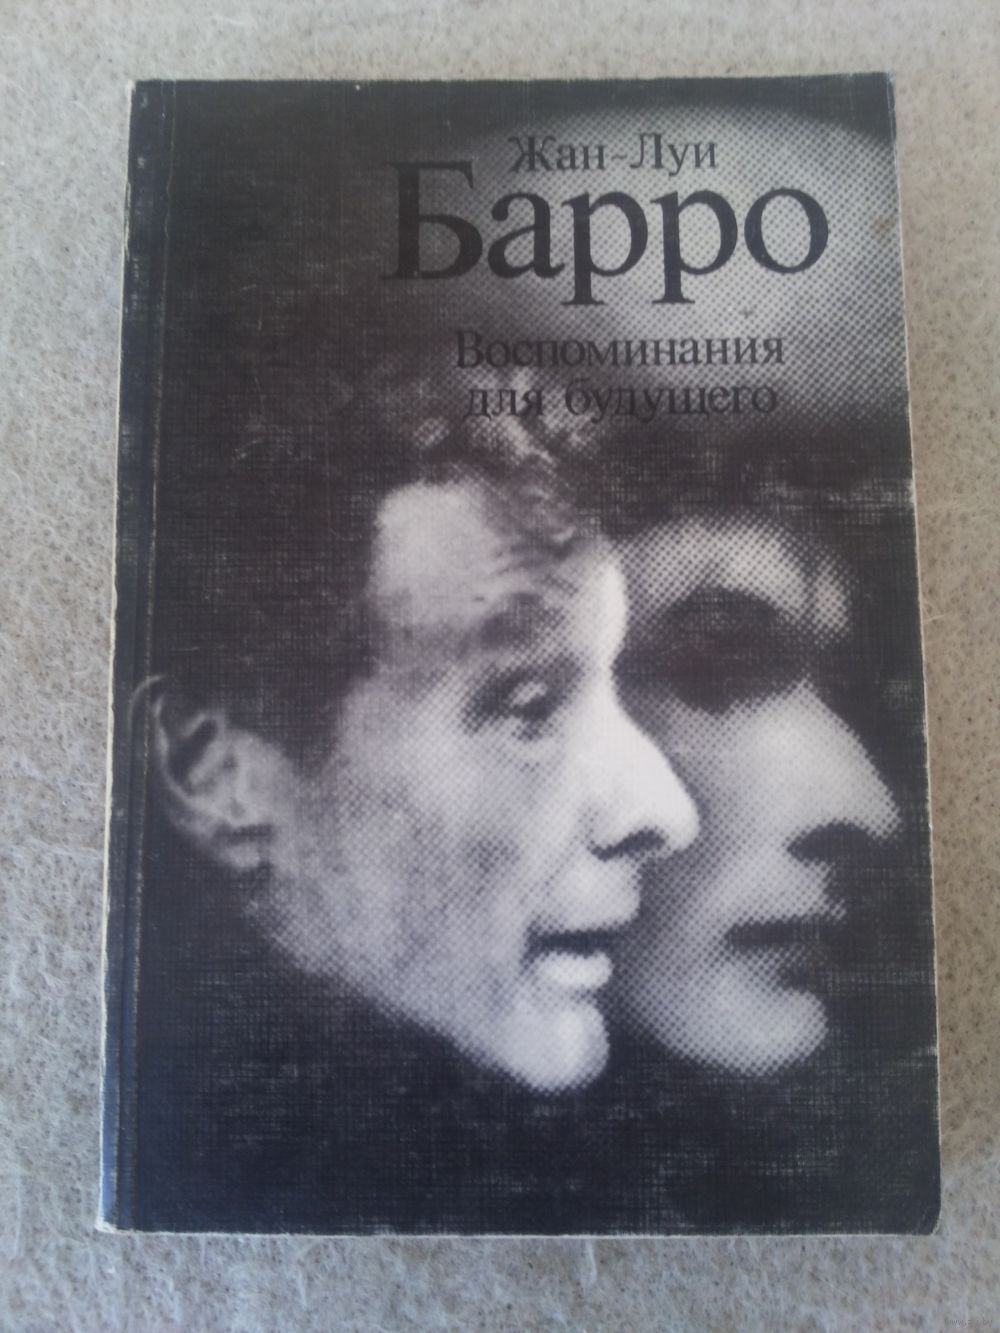 Жан-Луи
Барро
Воспоминания
для будущего